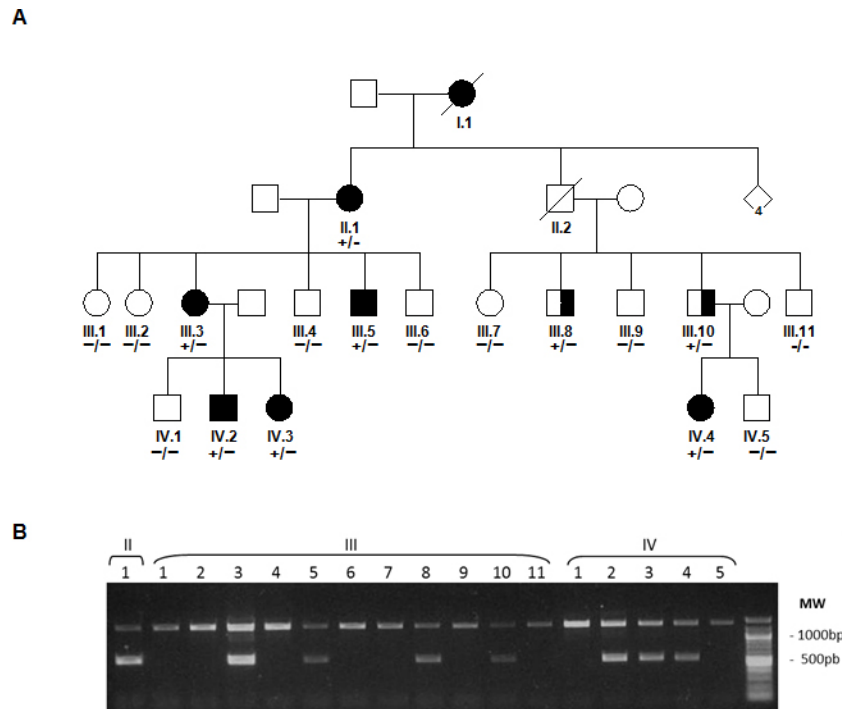 A
I.1
II.1
+/−
II.2
4
III.1
−/−
III.2
−/−
III.3
+/−
III.4
−/−
III.5
+/−
III.6
−/−
III.7
−/−
III.8
+/−
III.9
−/−
III.10
+/−
III.11
-/-
IV.1
−/−
IV.2
+/−
IV.3
+/−
IV.4
+/−
IV.5
−/−
B
II III IV
1 1 2 3 4 5 6 7 8 9 10 11 1 2 3 4 5
MW
- 1000bp
- 500pb